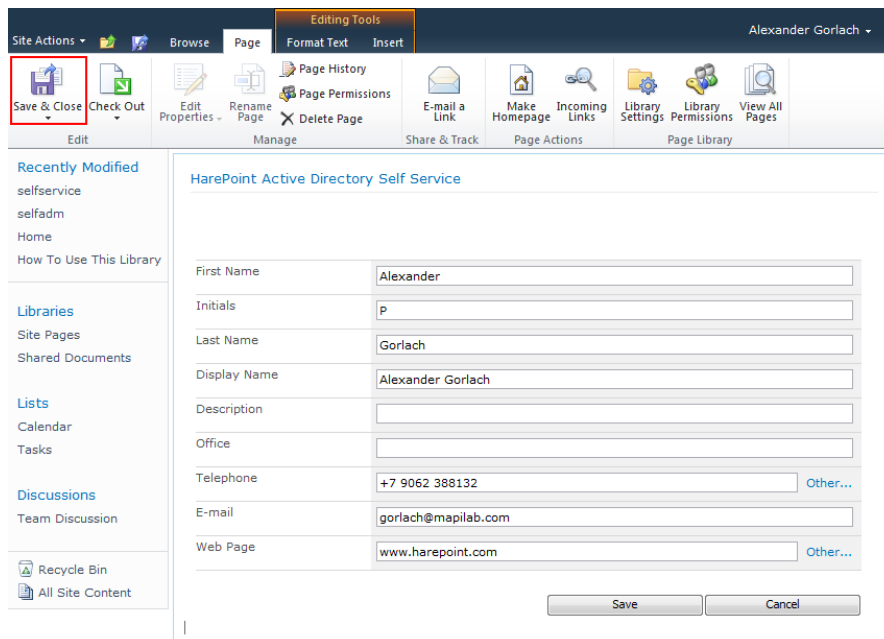 Editing Tools
Site Actions Browse Page Format Text Insert Alexander Gorlach
Save & Close
Check Out
Edit
Edit Properties
Rename Page
Page History
Page Permissions
Delete Page
Manage
E-mail a Link
Share & Track
Make Homepage
Incoming Links
Page Actions
Library Settings
Library Permissions
View All Pages
Page Library
Recently Modified
selfservice
selfadm
Home
How To Use This Library
Libraries
Site Pages
Shared Documents
Lists
Calendar
Tasks
Discussions
Team Discussion
Recycle Bin
All Site Content
HarePoint Active Directory Self Service
First Name Alexander
Initials P
Last Name Gorlach
Display Name Alexander Gorlach
Description
Office
Telephone +7 9062 388132 Other...
E-mail gorlach@mapilab.com
Web Page www.harepoint.com Other...
Save Cancel